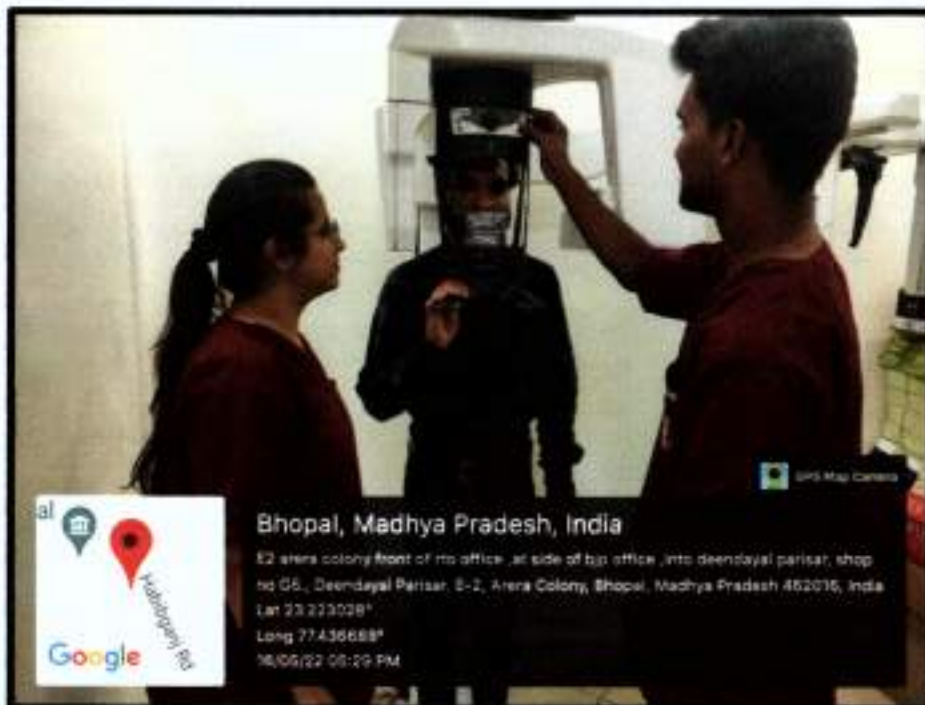 GPS Map Camera
al
Habibganj Rd
Google
Bhopal, Madhya Pradesh, India
E2 arera colony front of rto office ,at side of bjp office ,into deendayal parisar, shop
no G5,, Deendayal Parisar, E-2, Arera Colony, Bhopal, Madhya Pradesh 462016, India
Lat 23.223029°
Long 77.436688°
16/05/22 05:29 PM